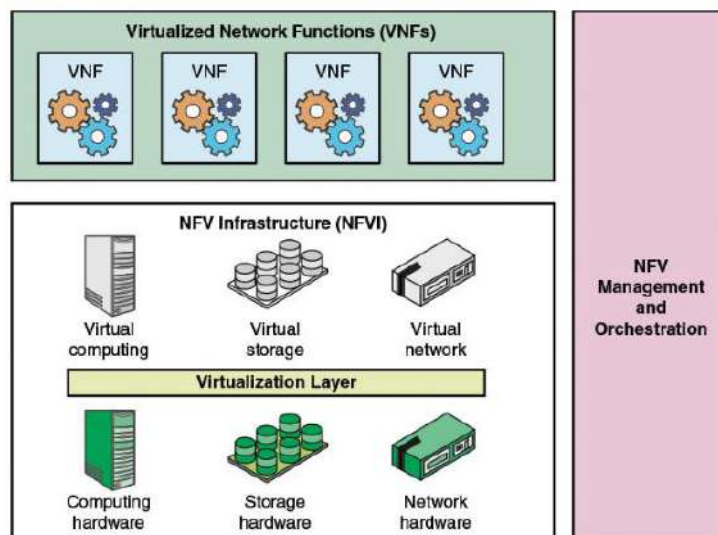 Virtualized Network Functions (VNFs)
VNF VNF VNF VNF
NFV Infrastructure (NFVI)
Virtual computing
Virtual storage
Virtual network
Virtualization Layer
Computing hardware
Storage hardware
Network hardware
NFV
Management
and
Orchestration